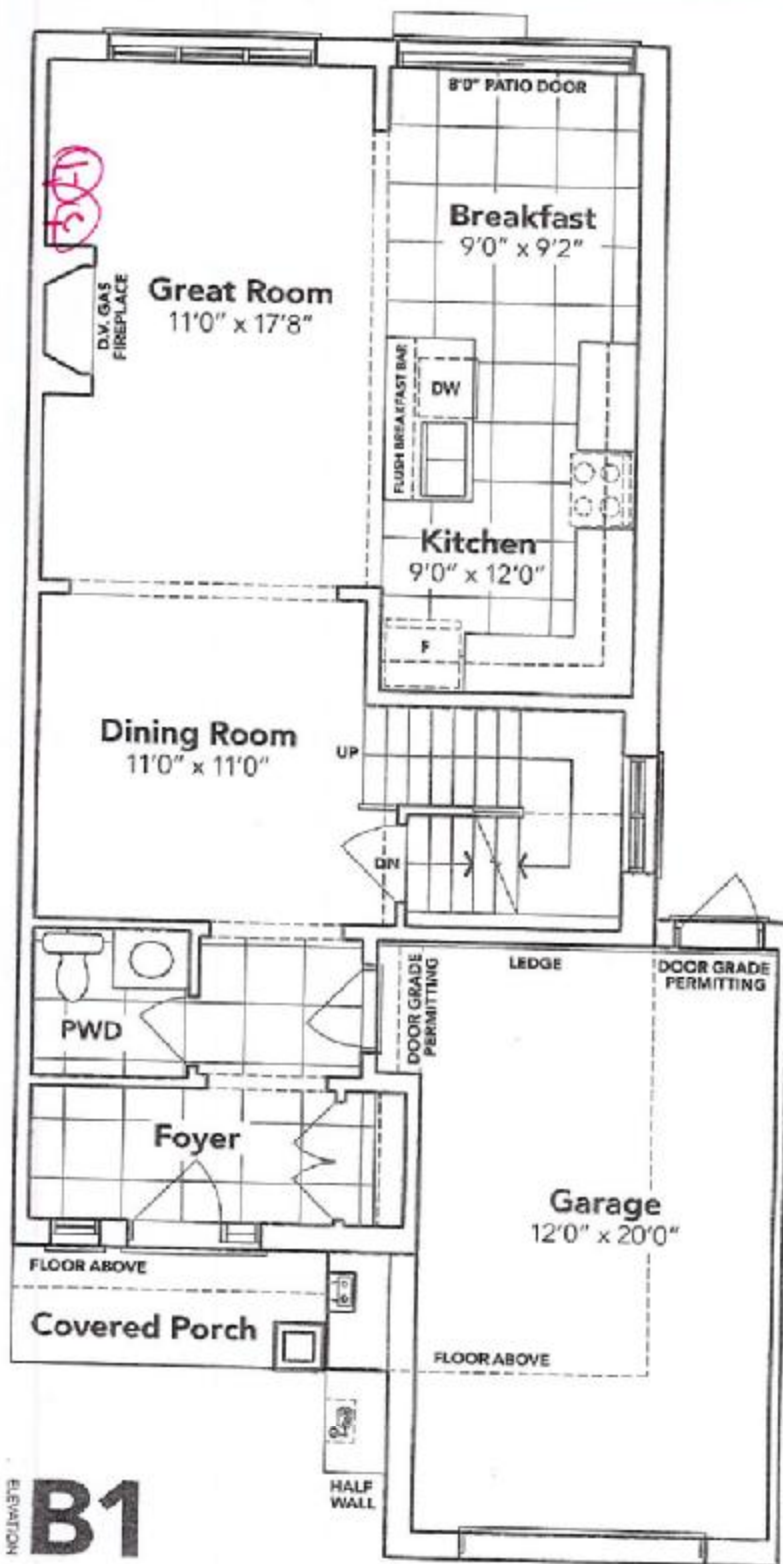 8'0" PATIO DOOR
Breakfast
9'0" x 9'2"
Great Room
11'0" x 17'8"
D.V. GAS
FIREPLACE
FLUSH BREAKFAST BAR
DW
Kitchen
9'0" x 12'0"
F
Dining Room
11'0" x 11'0"
UP
DN
LEDGE
DOOR GRADE
PERMITTING
DOOR GRADE
PERMITTING
PWD
Foyer
Garage
12'0" x 20'0"
FLOOR ABOVE
Covered Porch
FLOOR ABOVE
HALF
WALL
ELEVATION
B1